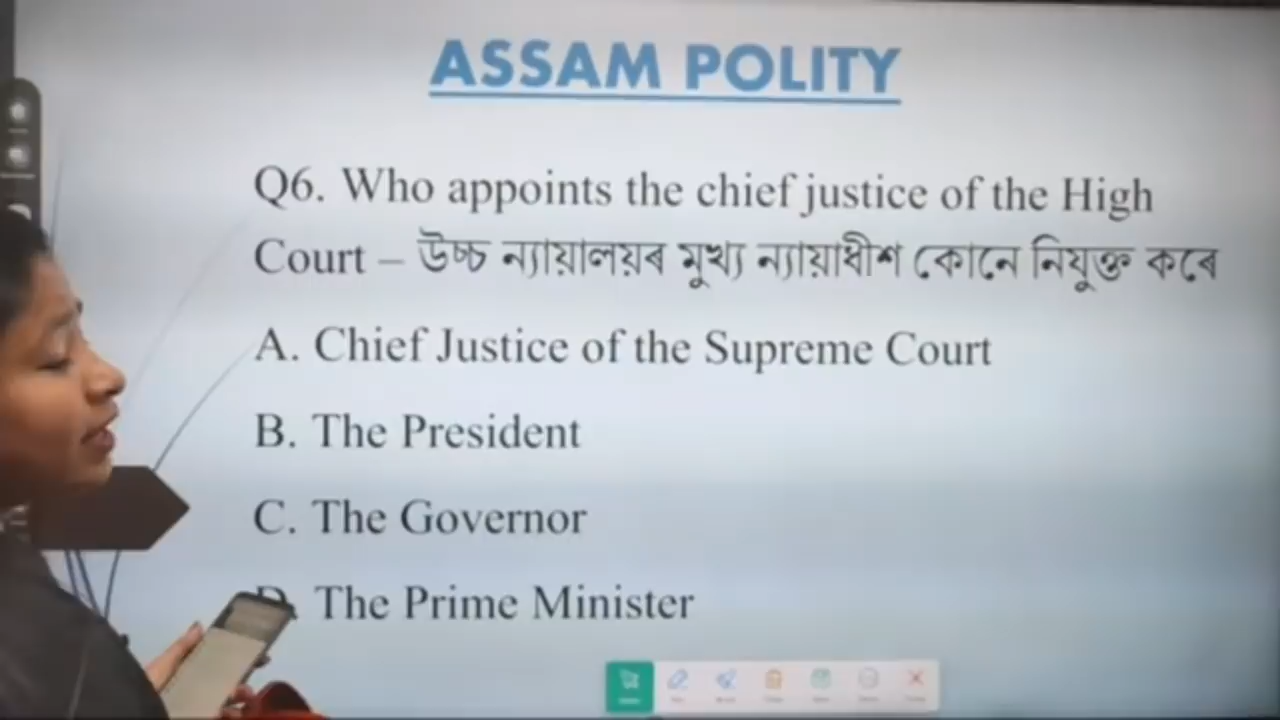 ASSAM POLITY
Q6. Who appoints the chief justice of the High
Court – উচ্চ ন্যায়ালয়ৰ মুখ্য ন্যায়াধীশ কোনে নিযুক্ত কৰে
A. Chief Justice of the Supreme Court
B. The President
C. The Governor
D. The Prime Minister